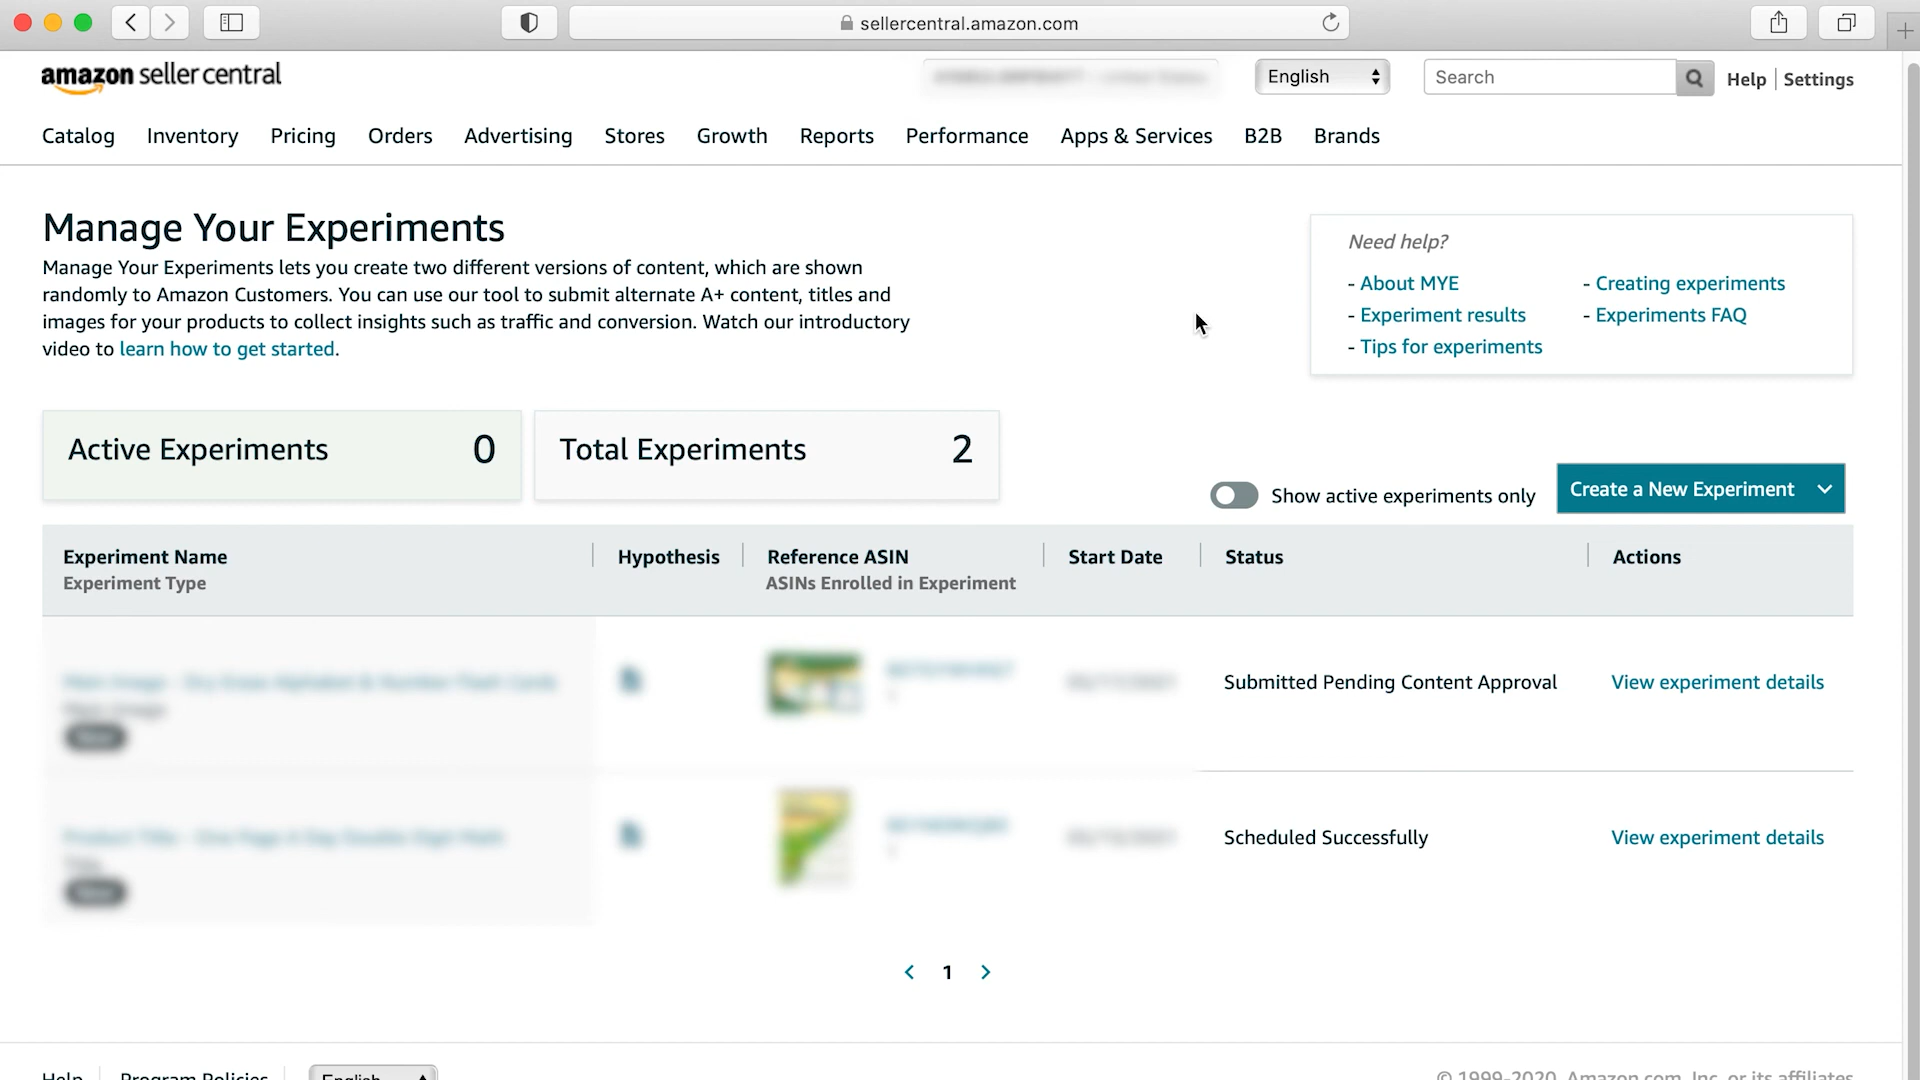 sellercentral.amazon.com
amazon seller central
English
Search
Help
Settings
Catalog
Inventory
Pricing
Orders
Advertising
Stores
Growth
Reports
Performance
Apps & Services
B2B
Brands
Manage Your Experiments
Manage Your Experiments lets you create two different versions of content, which are shown
randomly to Amazon Customers. You can use our tool to submit alternate A+ content, titles and
images for your products to collect insights such as traffic and conversion. Watch our introductory
video to learn how to get started.
Need help?
- About MYE
- Creating experiments
- Experiment results
- Experiments FAQ
- Tips for experiments
Active Experiments 0
Total Experiments 2
Show active experiments only
Create a New Experiment
Experiment Name
Experiment Type
Hypothesis
Reference ASIN
ASINs Enrolled in Experiment
Start Date
Status
Actions
Submitted Pending Content Approval
View experiment details
Scheduled Successfully
View experiment details
1
Help
Program Policies
English
© 1999-2020, Amazon.com, Inc. or its affiliates